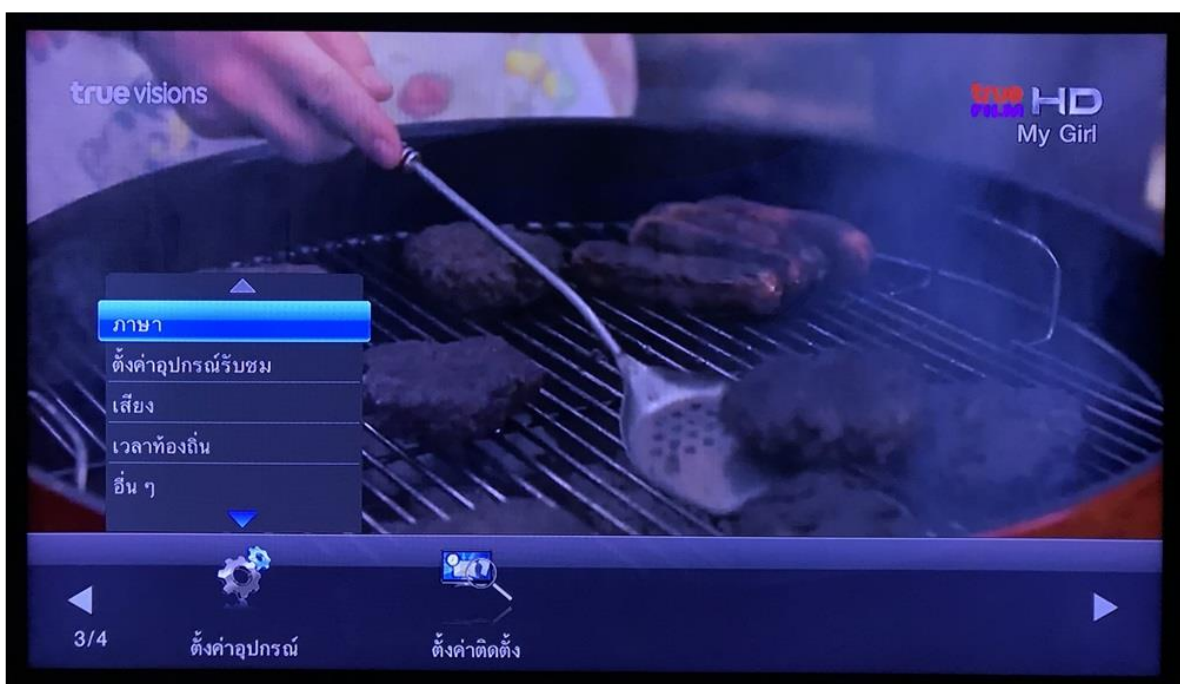 true visions
true HD
FILM
My Girl
ภาษา
ตั้งค่าอุปกรณ์รับชม
เสียง
เวลาท้องถิ่น
อื่น ๆ
3/4
ตั้งค่าอุปกรณ์
ตั้งค่าติดตั้ง